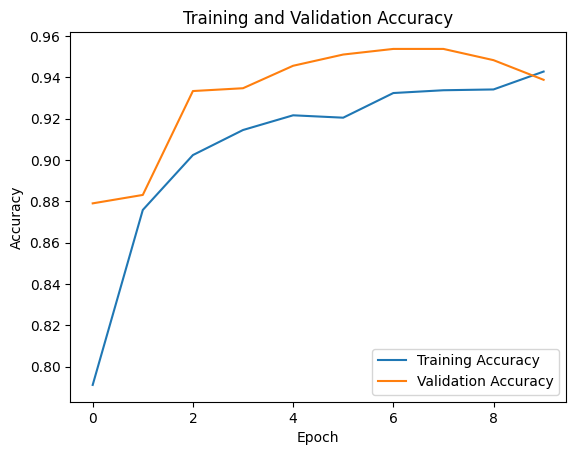 Training and Validation Accuracy
0.96
0.94
0.92
0.90
0.88
0.86
0.84
0.82
0.80
Accuracy
0 2 4 6 8
Epoch
Training Accuracy
Validation Accuracy